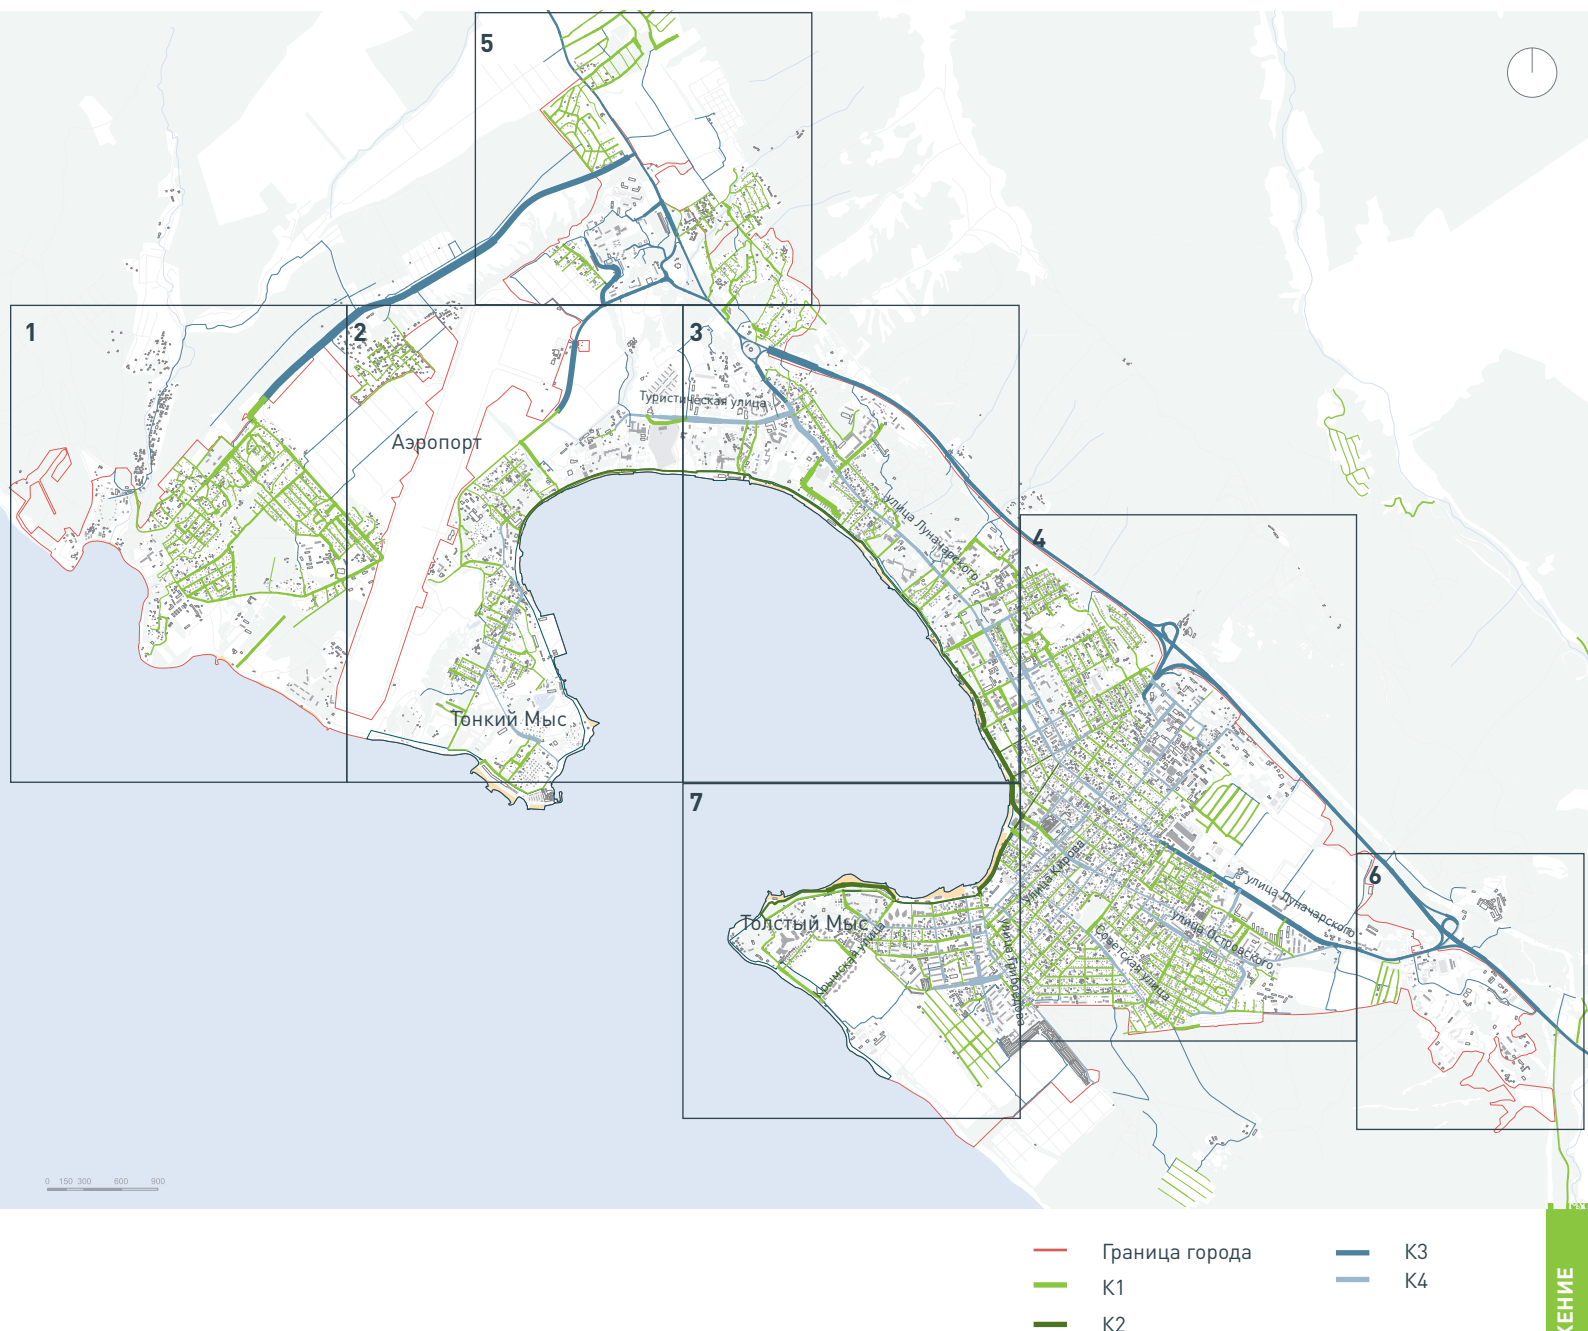 5
1
2
3
Туристическая улица
Аэропорт
улица Луначарского
4
Тонкий Мыс
7
улица Кирова
6
улица Луначарского
Толстый Мыс
Крымская улица
улица Грибоедова
Советская улица
улица Островского
0 150 300 600 900
Граница города
К1
К2
К3
К4